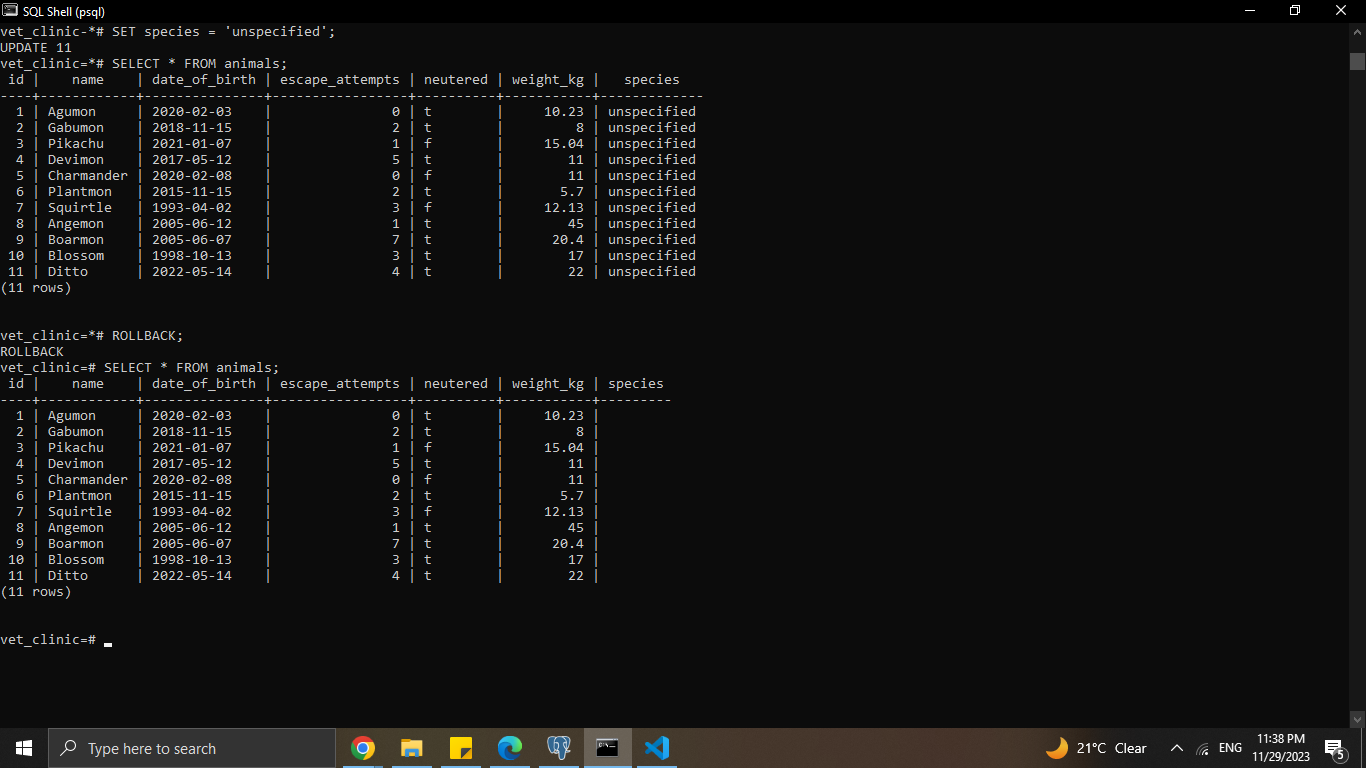 SQL Shell (psql)
vet_clinic-*# SET species = 'unspecified';
UPDATE 11
vet_clinic=*# SELECT * FROM animals;
 id |    name    | date_of_birth | escape_attempts | neutered | weight_kg |   species
----+------------+---------------+-----------------+----------+-----------+-------------
  1 | Agumon     | 2020-02-03    |               0 | t        |     10.23 | unspecified
  2 | Gabumon    | 2018-11-15    |               2 | t        |         8 | unspecified
  3 | Pikachu    | 2021-01-07    |               1 | f        |     15.04 | unspecified
  4 | Devimon    | 2017-05-12    |               5 | t        |        11 | unspecified
  5 | Charmander | 2020-02-08    |               0 | f        |        11 | unspecified
  6 | Plantmon   | 2015-11-15    |               2 | t        |       5.7 | unspecified
  7 | Squirtle   | 1993-04-02    |               3 | f        |     12.13 | unspecified
  8 | Angemon    | 2005-06-12    |               1 | t        |        45 | unspecified
  9 | Boarmon    | 2005-06-07    |               7 | t        |      20.4 | unspecified
 10 | Blossom    | 1998-10-13    |               3 | t        |        17 | unspecified
 11 | Ditto      | 2022-05-14    |               4 | t        |        22 | unspecified
(11 rows)
vet_clinic=*# ROLLBACK;
ROLLBACK
vet_clinic=# SELECT * FROM animals;
 id |    name    | date_of_birth | escape_attempts | neutered | weight_kg | species
----+------------+---------------+-----------------+----------+-----------+---------
  1 | Agumon     | 2020-02-03    |               0 | t        |     10.23 |
  2 | Gabumon    | 2018-11-15    |               2 | t        |         8 |
  3 | Pikachu    | 2021-01-07    |               1 | f        |     15.04 |
  4 | Devimon    | 2017-05-12    |               5 | t        |        11 |
  5 | Charmander | 2020-02-08    |               0 | f        |        11 |
  6 | Plantmon   | 2015-11-15    |               2 | t        |       5.7 |
  7 | Squirtle   | 1993-04-02    |               3 | f        |     12.13 |
  8 | Angemon    | 2005-06-12    |               1 | t        |        45 |
  9 | Boarmon    | 2005-06-07    |               7 | t        |      20.4 |
 10 | Blossom    | 1998-10-13    |               3 | t        |        17 |
 11 | Ditto      | 2022-05-14    |               4 | t        |        22 |
(11 rows)
vet_clinic=#
Type here to search
21°C Clear
ENG
11:38 PM
11/29/2023
5